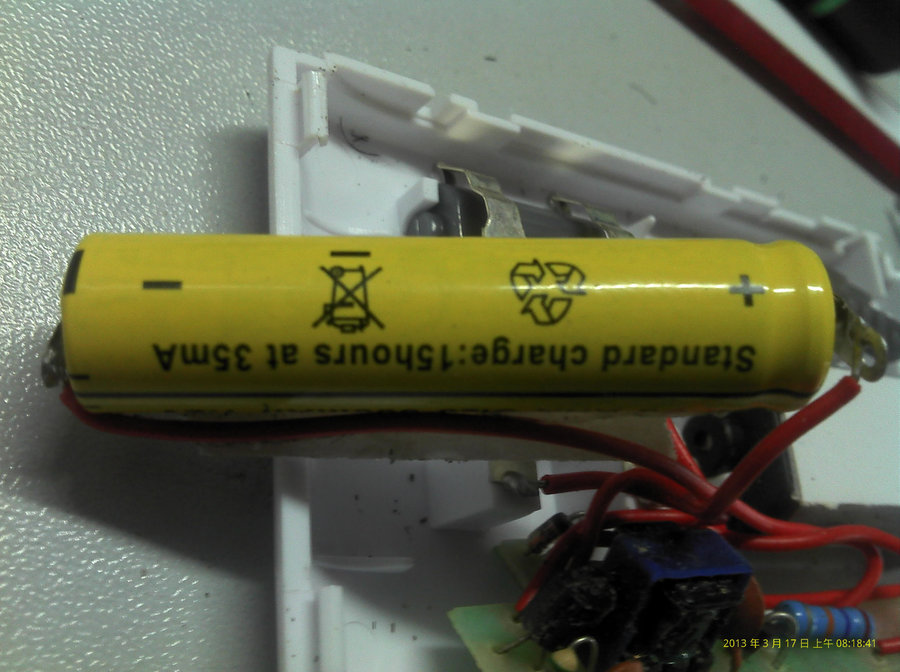 Standard charge:15hours at 35mA
2013 年 3 月 17 日 上午 08:18:41